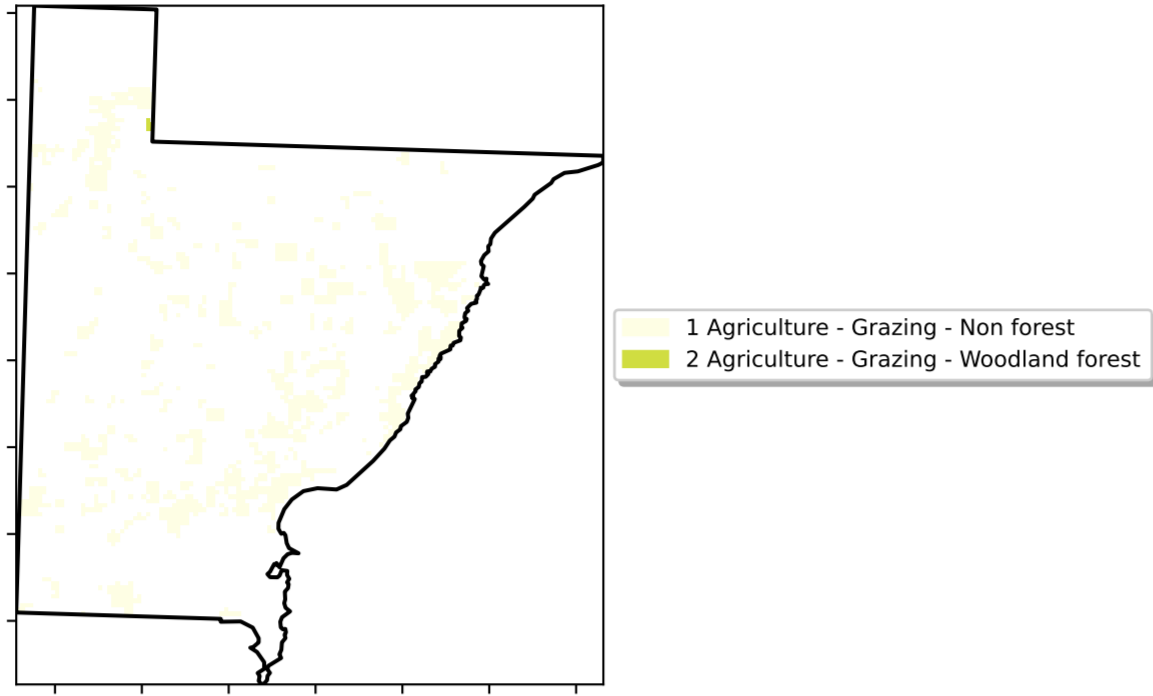 1 Agriculture - Grazing - Non forest
2 Agriculture - Grazing - Woodland forest